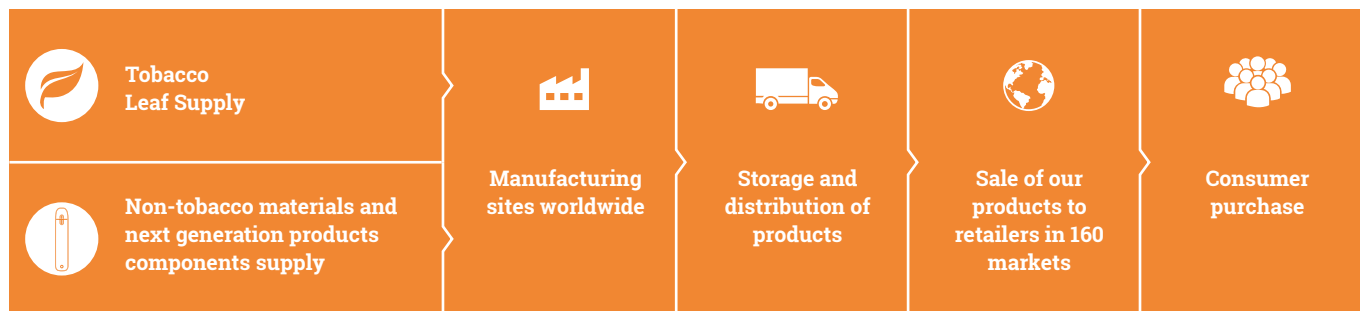 Tobacco
Leaf Supply
Non-tobacco materials and
next generation products
components supply
Manufacturing
sites worldwide
Storage and
distribution of
products
Sale of our
products to
retailers in 160
markets
Consumer
purchase